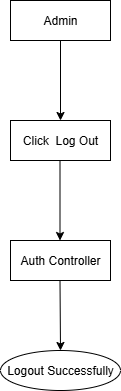 Admin
Click  Log Out
Auth Controller
Logout Successfully